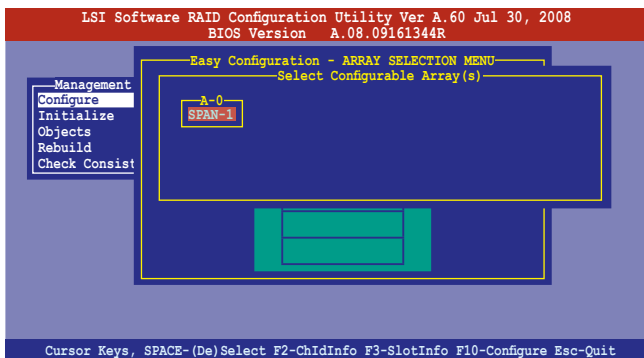 LSI Software RAID Configuration Utility Ver A.60 Jul 30, 2008
BIOS Version A.08.09161344R
Easy Configuration - ARRAY SELECTION MENU
Select Configurable Array(s)
Management
Configure
Initialize
Objects
Rebuild
Check Consist
A-0
SPAN-1
Cursor Keys, SPACE-(De)Select F2-ChIdInfo F3-SlotInfo F10-Configure Esc-Quit